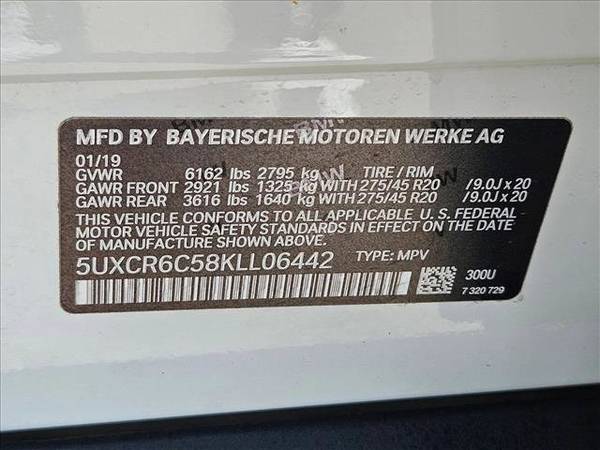 MFD BY BAYERISCHE MOTOREN WERKE AG
01/19
GVWR 6162 lbs 2795 kg TIRE / RIM
GAWR FRONT 2921 lbs 1325 kg WITH 275/45 R20 / 9.0J x 20
GAWR REAR 3616 lbs 1640 kg WITH 275/45 R20 / 9.0J x 20
THIS VEHICLE CONFORMS TO ALL APPLICABLE U. S. FEDERAL
MOTOR VEHICLE SAFETY STANDARDS IN EFFECT ON THE DATE
OF MANUFACTURE SHOWN ABOVE.
5UXCR6C58KLL06442 TYPE: MPV
300U
7 320 729